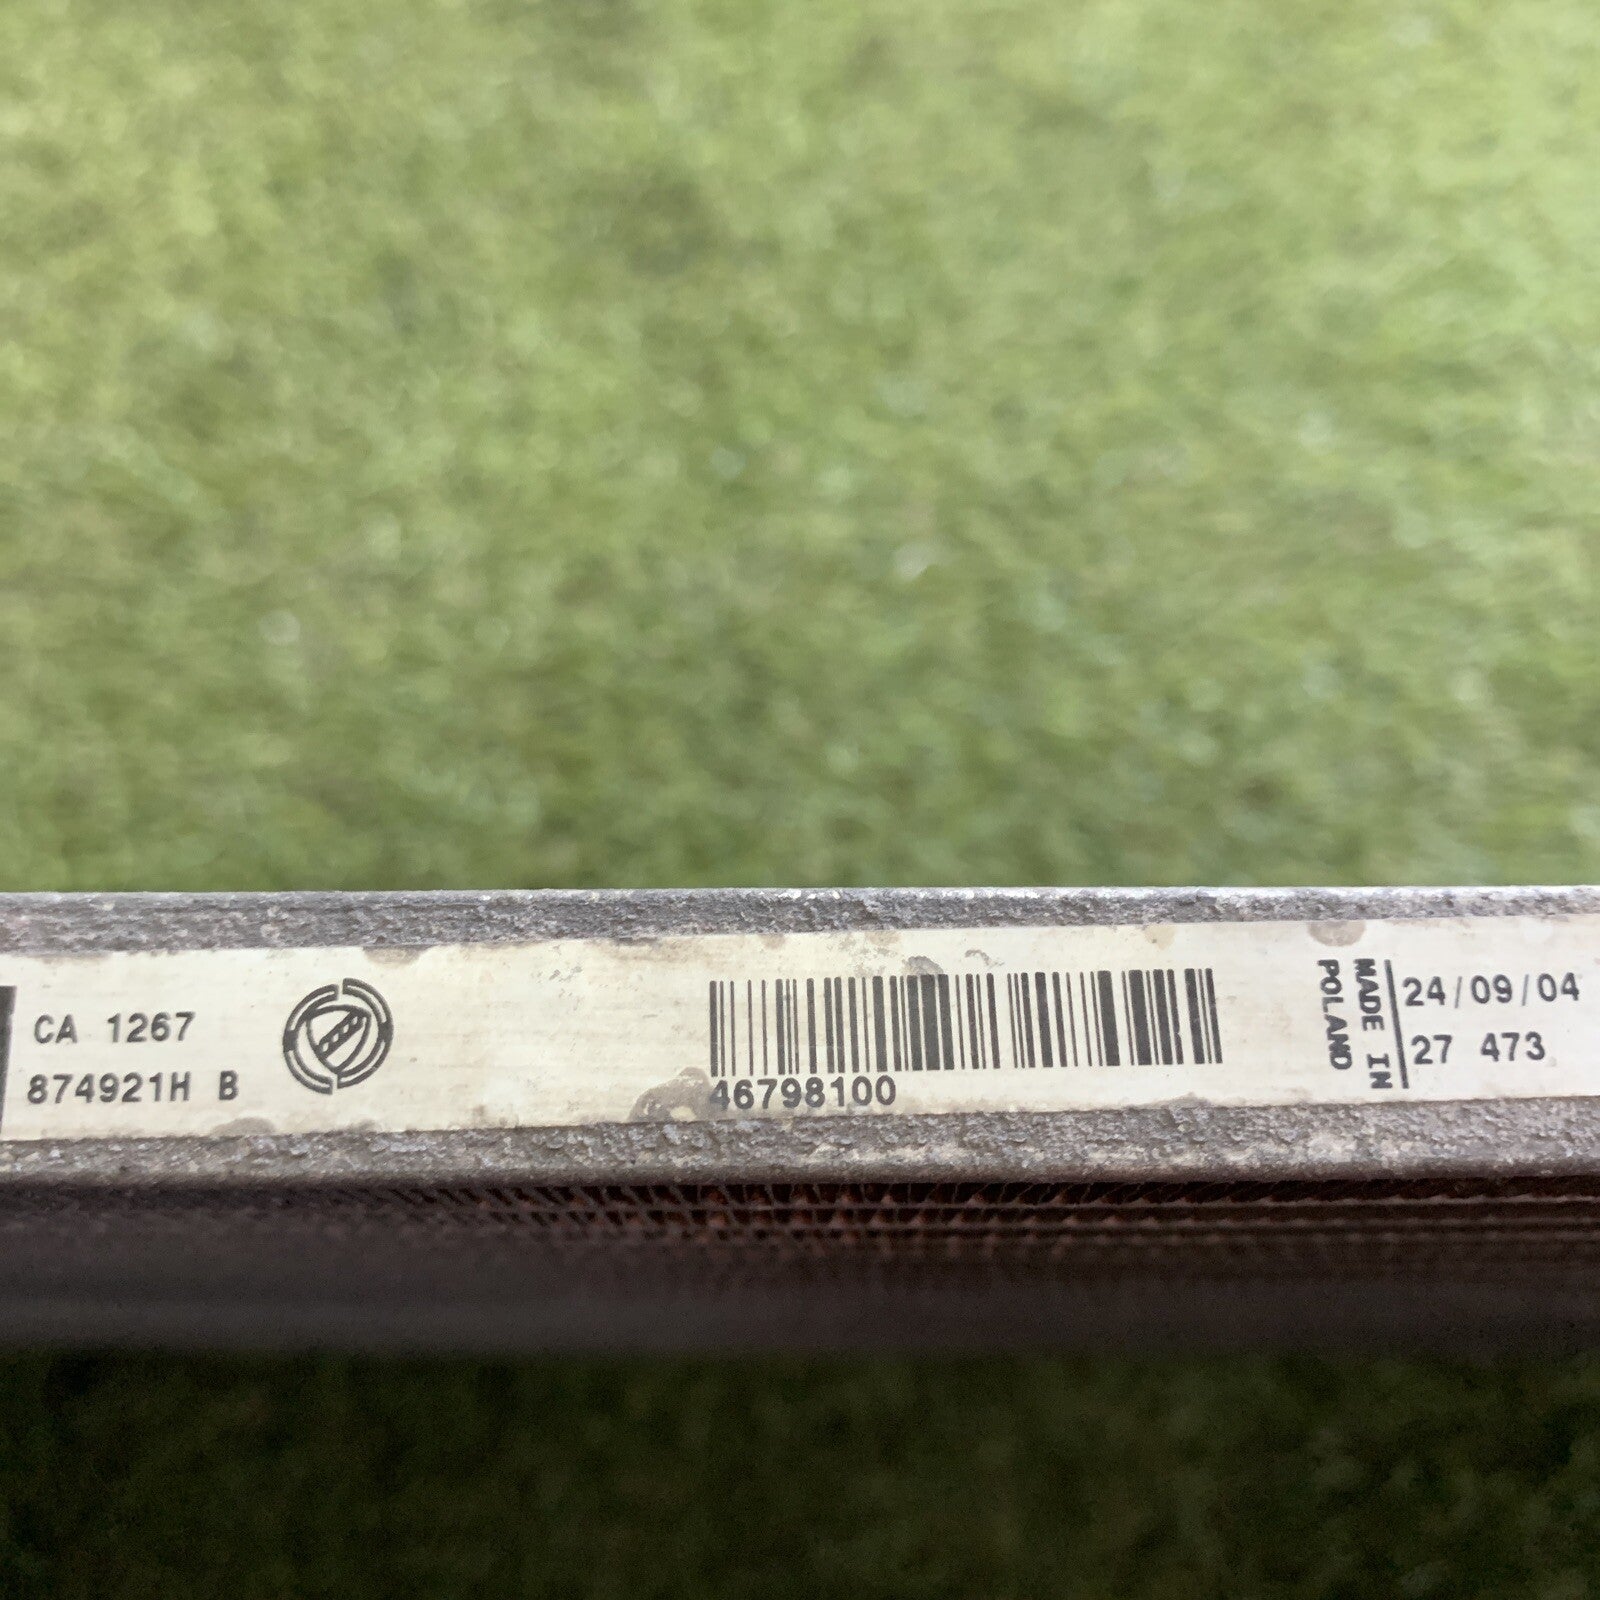 CA 1267
874921H B
46798100
MADE IN
POLAND
24/09/04
27 473